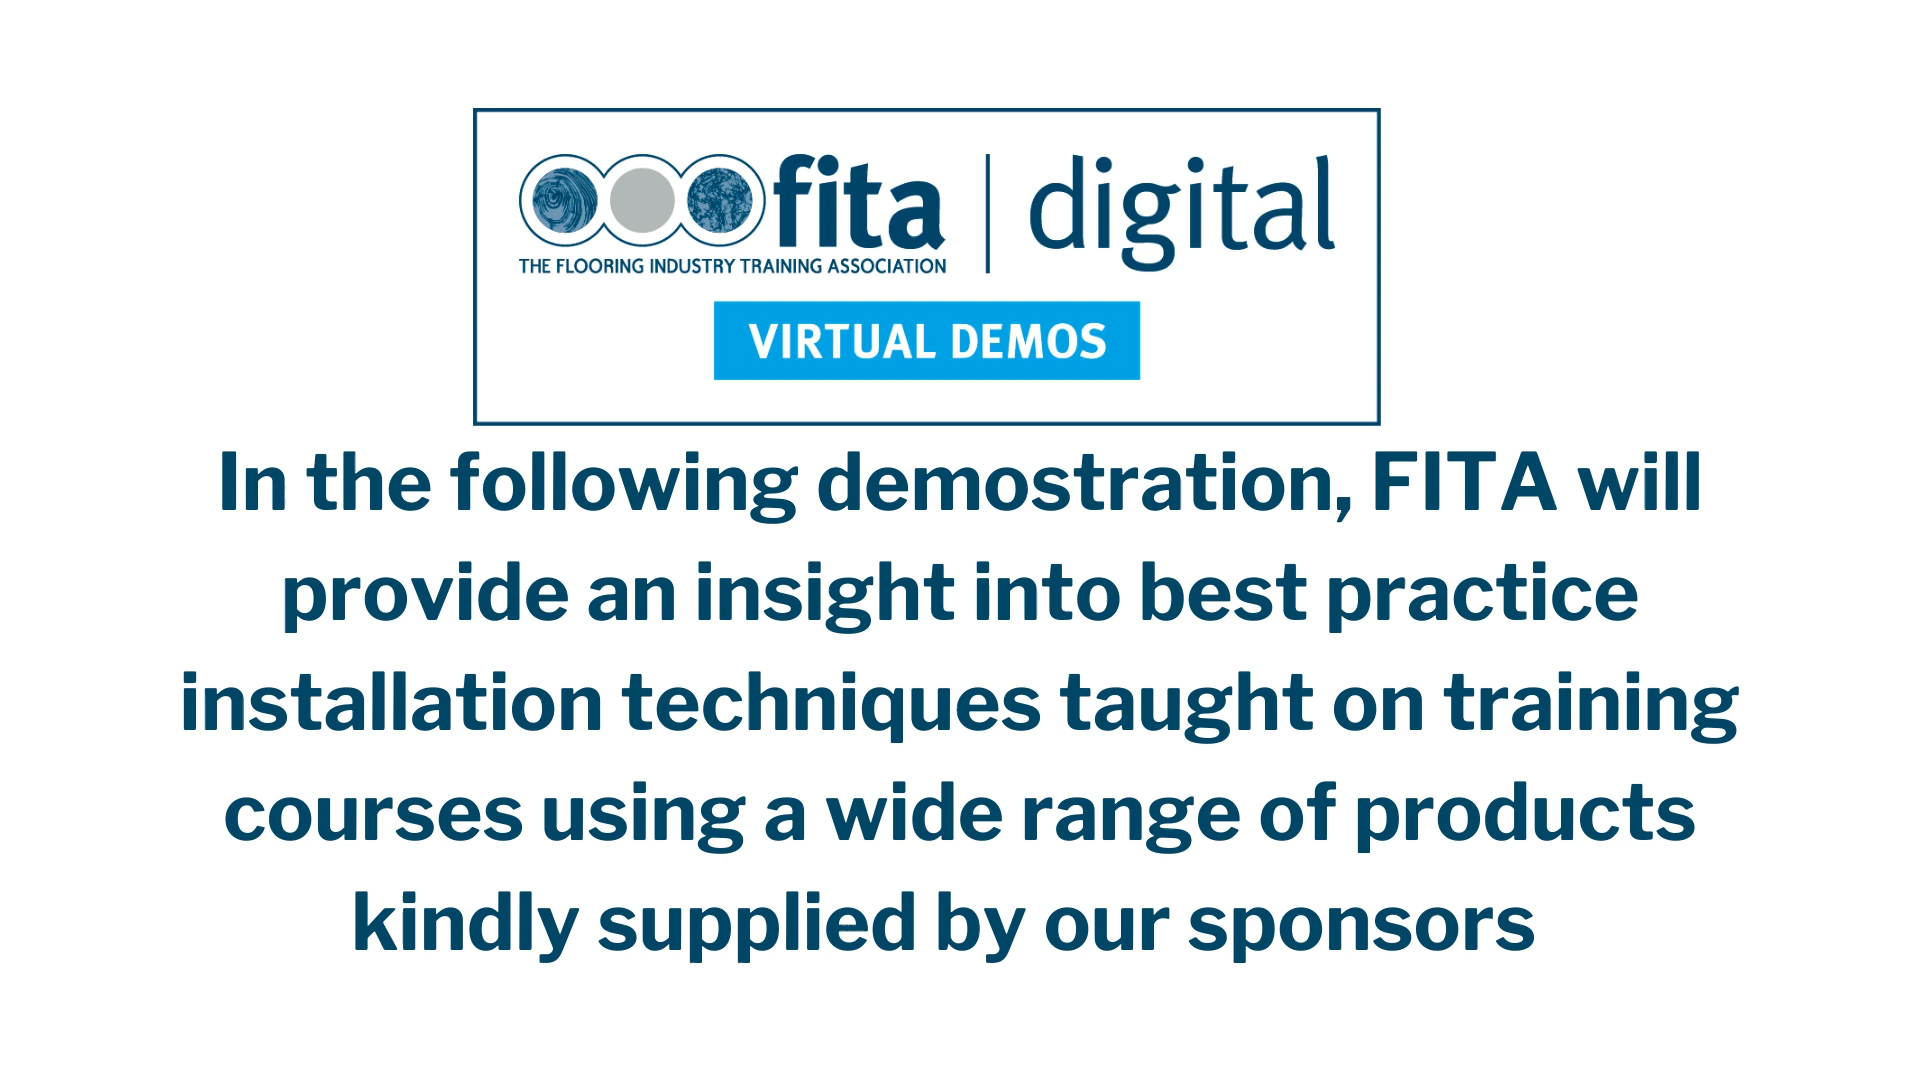 fita | digital
THE FLOORING INDUSTRY TRAINING ASSOCIATION
VIRTUAL DEMOS
In the following demostration, FITA will
provide an insight into best practice
installation techniques taught on training
courses using a wide range of products
kindly supplied by our sponsors